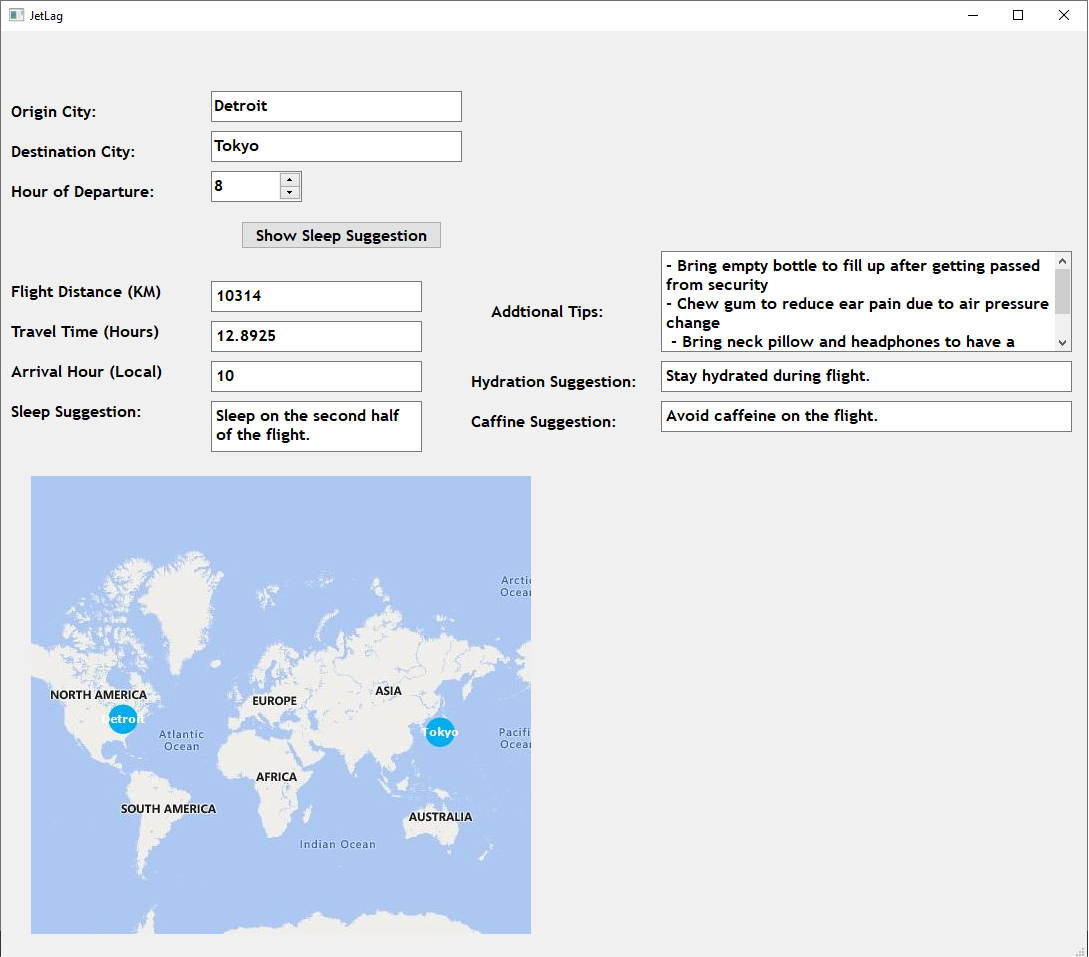 JetLag
Origin City:
Detroit
Destination City:
Tokyo
Hour of Departure:
8
Show Sleep Suggestion
Flight Distance (KM)
10314
Travel Time (Hours)
12.8925
Arrival Hour (Local)
10
Sleep Suggestion:
Sleep on the second half
of the flight.
Addtional Tips:
- Bring empty bottle to fill up after getting passed
from security
- Chew gum to reduce ear pain due to air pressure
change
- Bring neck pillow and headphones to have a
Hydration Suggestion:
Stay hydrated during flight.
Caffine Suggestion:
Avoid caffeine on the flight.
Arctic
Ocean
NORTH AMERICA
EUROPE
ASIA
Detroit
Tokyo
Atlantic
Ocean
Pacific
Ocean
AFRICA
SOUTH AMERICA
AUSTRALIA
Indian Ocean